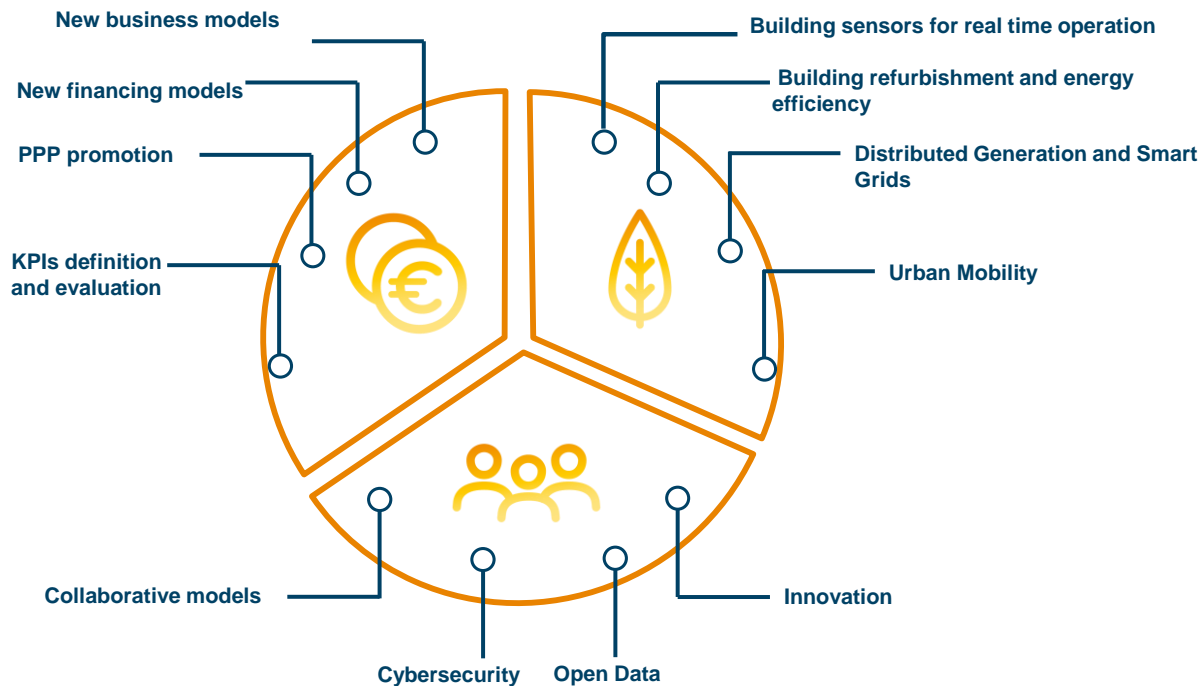 New business models
New financing models
PPP promotion
KPIs definition
and evaluation
Building sensors for real time operation
Building refurbishment and energy
efficiency
Distributed Generation and Smart
Grids
Urban Mobility
€
Collaborative models
Cybersecurity
Open Data
Innovation